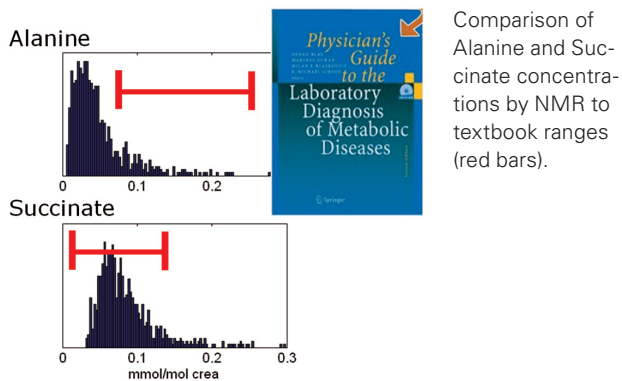 Alanine
0
0.1
0.2
Succinate
0
0.1
0.2
0.3
mmol/mol crea
Physician's
Guide
to the
Laboratory
Diagnosis
of Metabolic
Diseases
Springer
Comparison of
Alanine and Suc-
cinate concentra-
tions by NMR to
textbook ranges
(red bars).